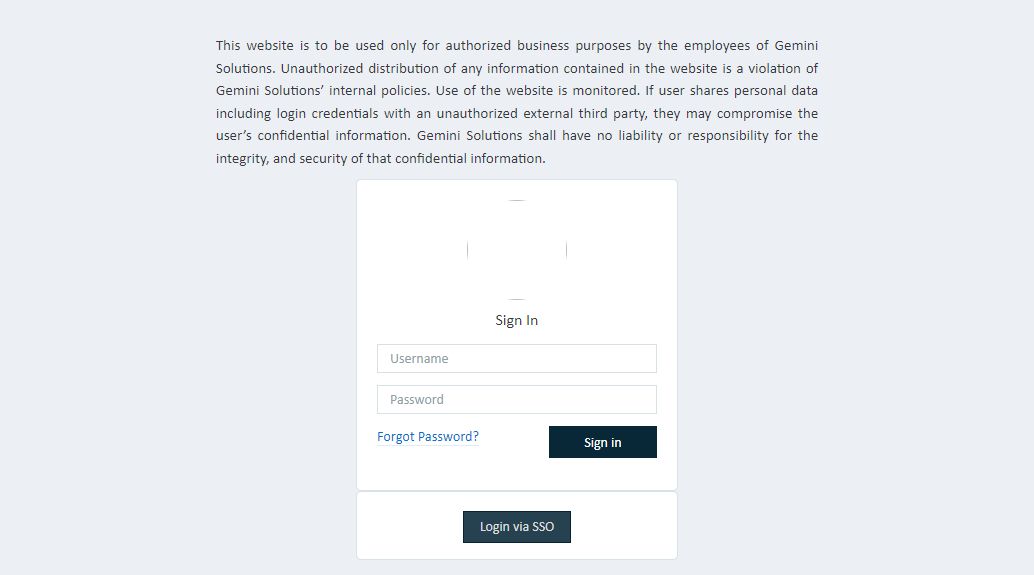 This website is to be used only for authorized business purposes by the employees of Gemini
Solutions. Unauthorized distribution of any information contained in the website is a violation of
Gemini Solutions’ internal policies. Use of the website is monitored. If user shares personal data
including login credentials with an unauthorized external third party, they may compromise the
user’s confidential information. Gemini Solutions shall have no liability or responsibility for the
integrity, and security of that confidential information.
Sign In
Username
Password
Forgot Password?
Sign in
Login via SSO